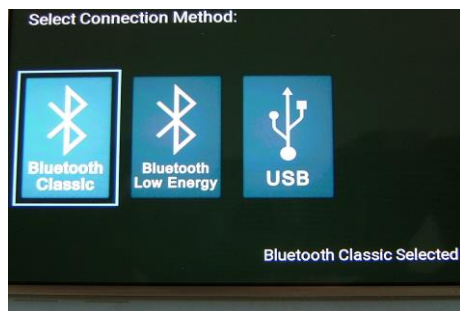 Select Connection Method:
Bluetooth
Classic
Bluetooth
Low Energy
USB
Bluetooth Classic Selected